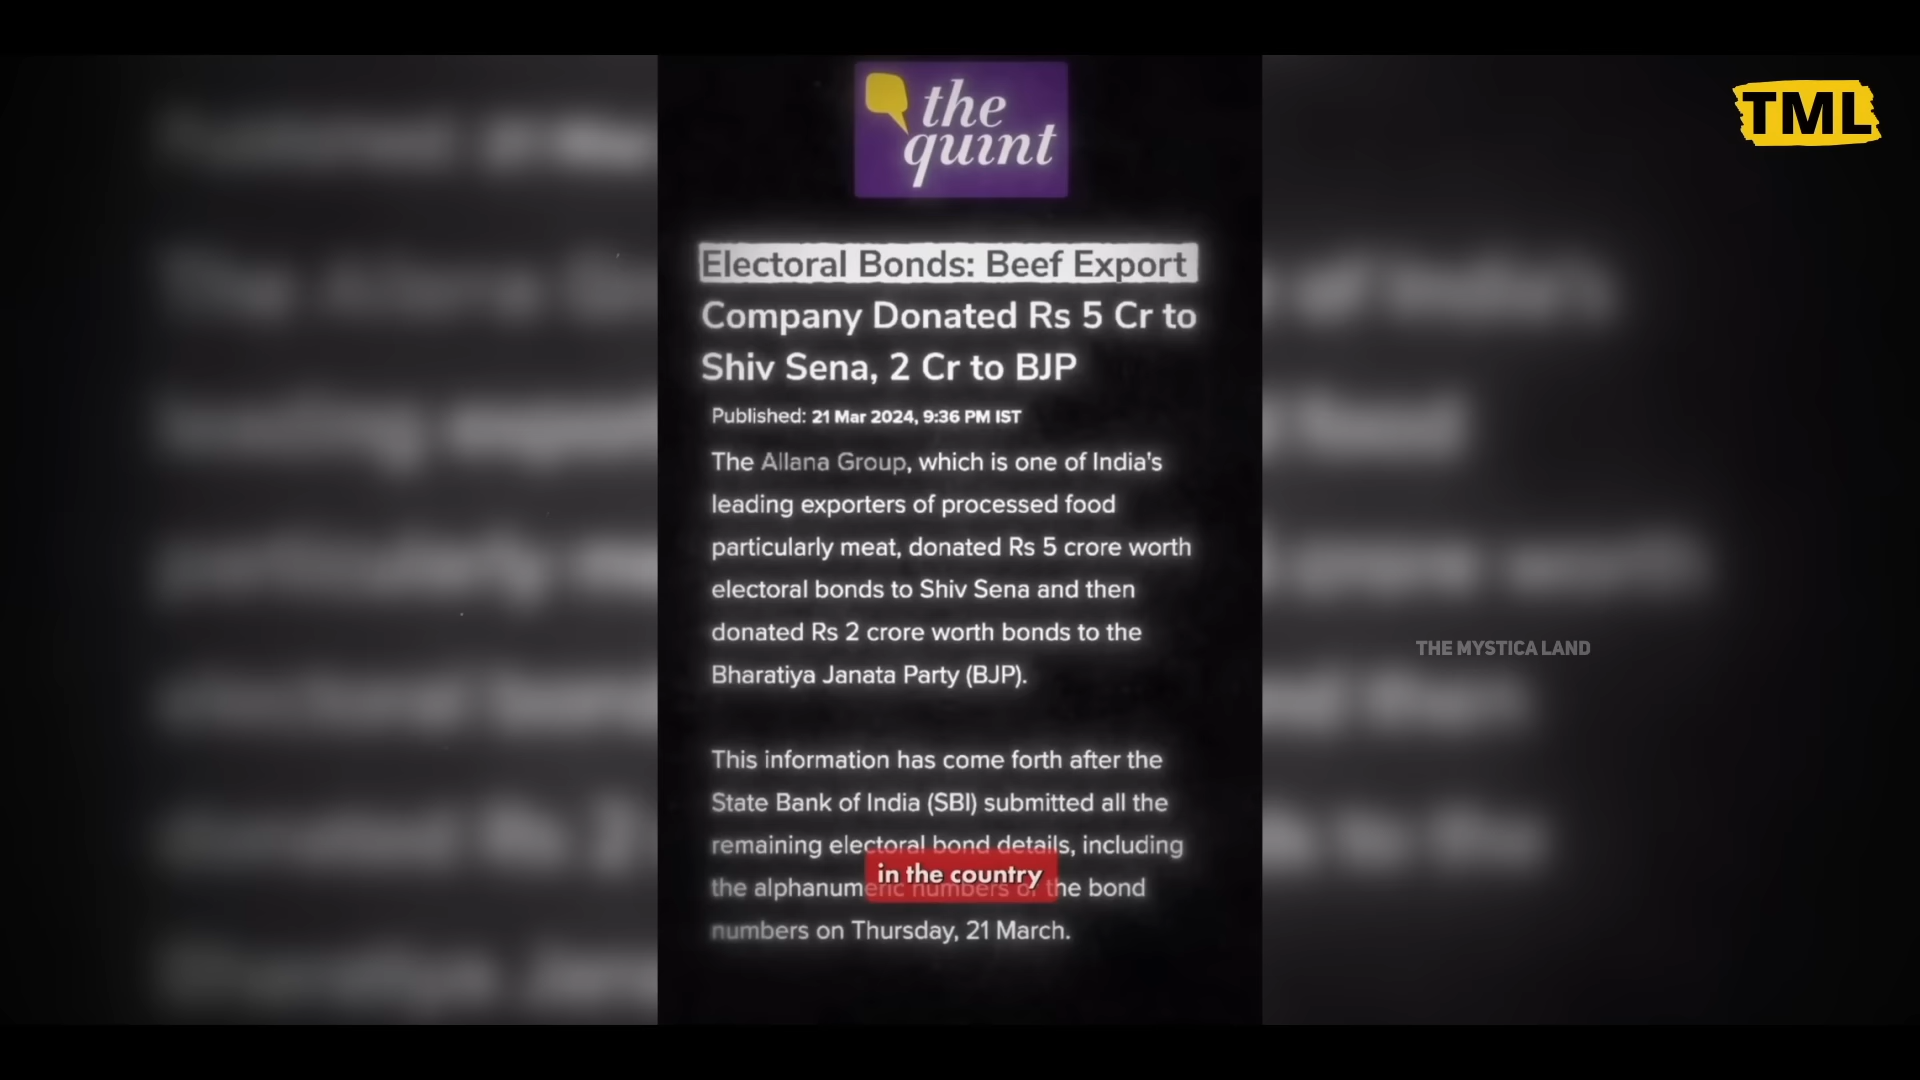 the
quint
TML
Electoral Bonds: Beef Export
Company Donated Rs 5 Cr to
Shiv Sena, 2 Cr to BJP
Published: 21 Mar 2024, 9:36 PM IST
The Allana Group, which is one of India's
leading exporters of processed food
particularly meat, donated Rs 5 crore worth
electoral bonds to Shiv Sena and then
donated Rs 2 crore worth bonds to the
Bharatiya Janata Party (BJP).
THE MYSTICA LAND
This information has come forth after the
State Bank of India (SBI) submitted all the
remaining electoral bond details, including
in the country
the alphanumeric numbers of the bond
numbers on Thursday, 21 March.